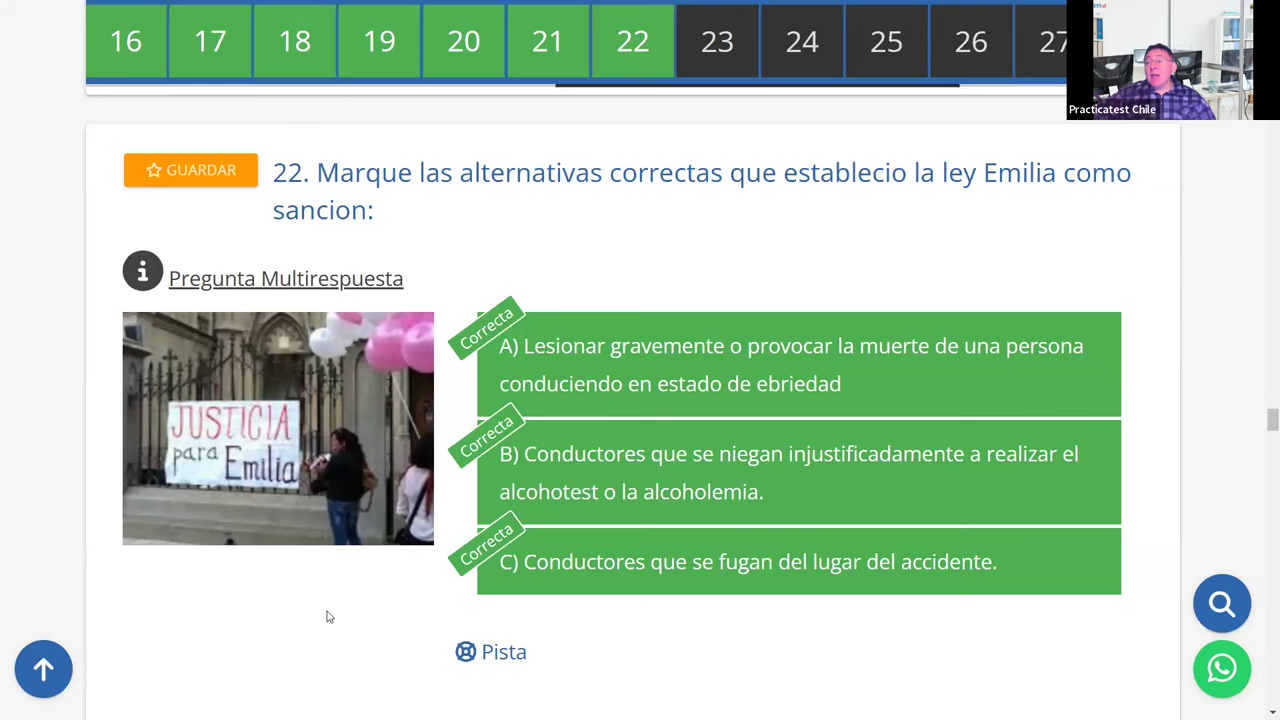 16 17 18 19 20 21 22 23 24 25 26 27
Practicatest Chile
GUARDAR
22. Marque las alternativas correctas que establecio la ley Emilia como
sancion:
Pregunta Multirespuesta
JUSTICIA
para Emilia
Correcta
A) Lesionar gravemente o provocar la muerte de una persona
conduciendo en estado de ebriedad
Correcta
B) Conductores que se niegan injustificadamente a realizar el
alcohotest o la alcoholemia.
Correcta
C) Conductores que se fugan del lugar del accidente.
Pista